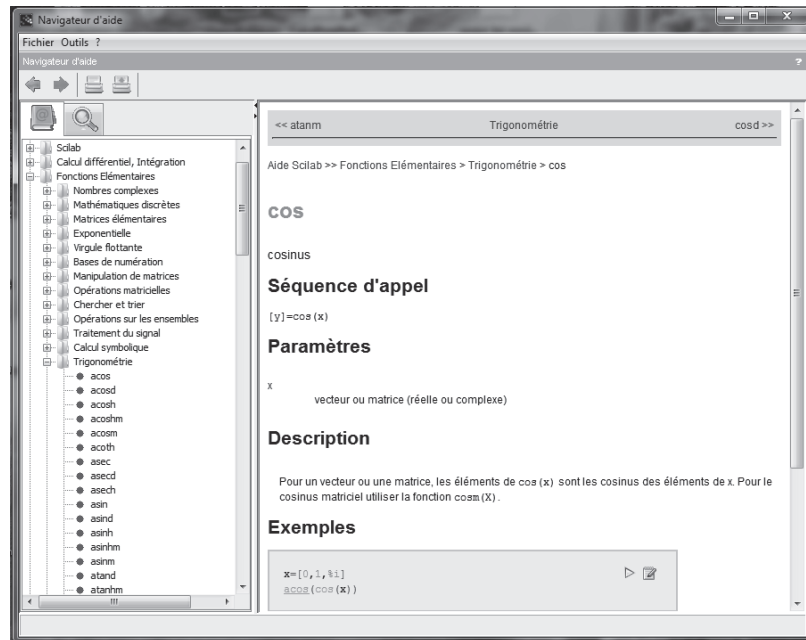 Navigateur d'aide
Fichier Outils ?
Navigateur d'aide ?
Scilab
Calcul différentiel, Intégration
Fonctions Elémentaires
Nombres complexes
Mathématiques discrètes
Matrices élémentaires
Exponentielle
Virgule flottante
Bases de numération
Manipulation de matrices
Opérations matricielles
Chercher et trier
Opérations sur les ensembles
Traitement du signal
Calcul symbolique
Trigonométrie
acos
acosd
acosh
acoshm
acosm
acoth
asec
asecd
asech
asin
asind
asinh
asinhm
asinm
atand
atanhm
<< atanm Trigonométrie cosd >>
Aide Scilab >> Fonctions Elémentaires > Trigonométrie > cos
cos
cosinus
Séquence d'appel
[y]=cos(x)
Paramètres
x
vecteur ou matrice (réelle ou complexe)
Description
Pour un vecteur ou une matrice, les éléments de cos(x) sont les cosinus des éléments de x. Pour le
cosinus matriciel utiliser la fonction cosm(X).
Exemples
x=[0,1,%i]
acos(cos(x))